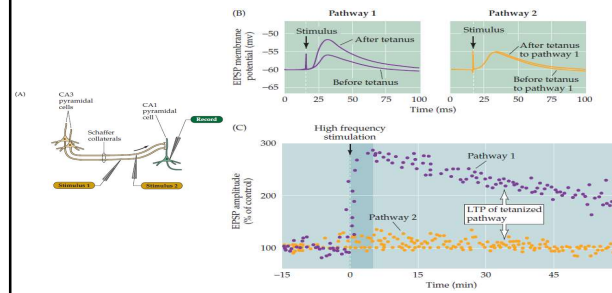 (A)
CA3
pyramidal
cells
CA1
pyramidal
cell
Record
Schaffer
collaterals
Stimulus 1
Stimulus 2
(B)
Pathway 1
Stimulus
After tetanus
Before tetanus
EPSP membrane
potential (mv)
−50
−55
−60
−65
0 25 50 75 100
Pathway 2
Stimulus
After tetanus
to pathway 1
Before tetanus
to pathway 1
0 25 50 75 100
Time (ms)
(C)
High frequency
stimulation
Pathway 1
Pathway 2
LTP of tetanized
pathway
EPSP amplitude
(% of control)
300
200
100
−15 0 15 30 45
Time (min)